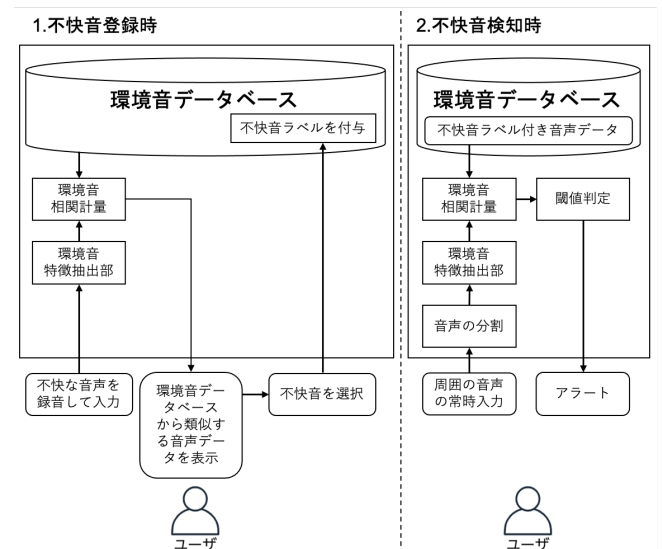 1.不快音登録時
環境音データベース
不快音ラベルを付与
環境音
相関計量
環境音
特徴抽出部
不快な音声を
録音して入力
環境音デー
タベース
から類似す
る音声デー
タを表示
不快音を選択
ユーザ
2.不快音検知時
環境音データベース
不快音ラベル付き音声データ
環境音
相関計量
閾値判定
環境音
特徴抽出部
音声の分割
周囲の音声
の常時入力
アラート
ユーザ